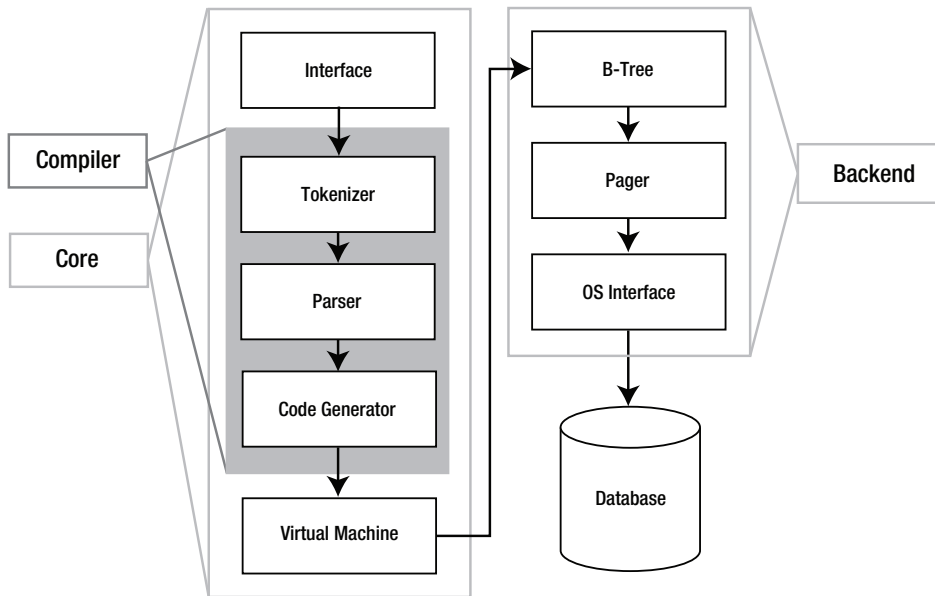 Interface
Compiler
Tokenizer
Core
Parser
Code Generator
Virtual Machine
B-Tree
Pager
Backend
OS Interface
Database